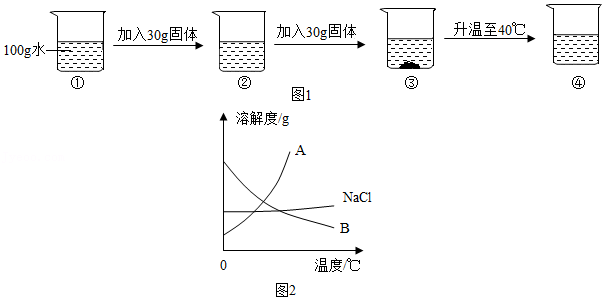 100g水
加入30g固体
加入30g固体
升温至40℃
① ② ③ ④
图1
溶解度/g
A
NaCl
B
0
温度/℃
图2